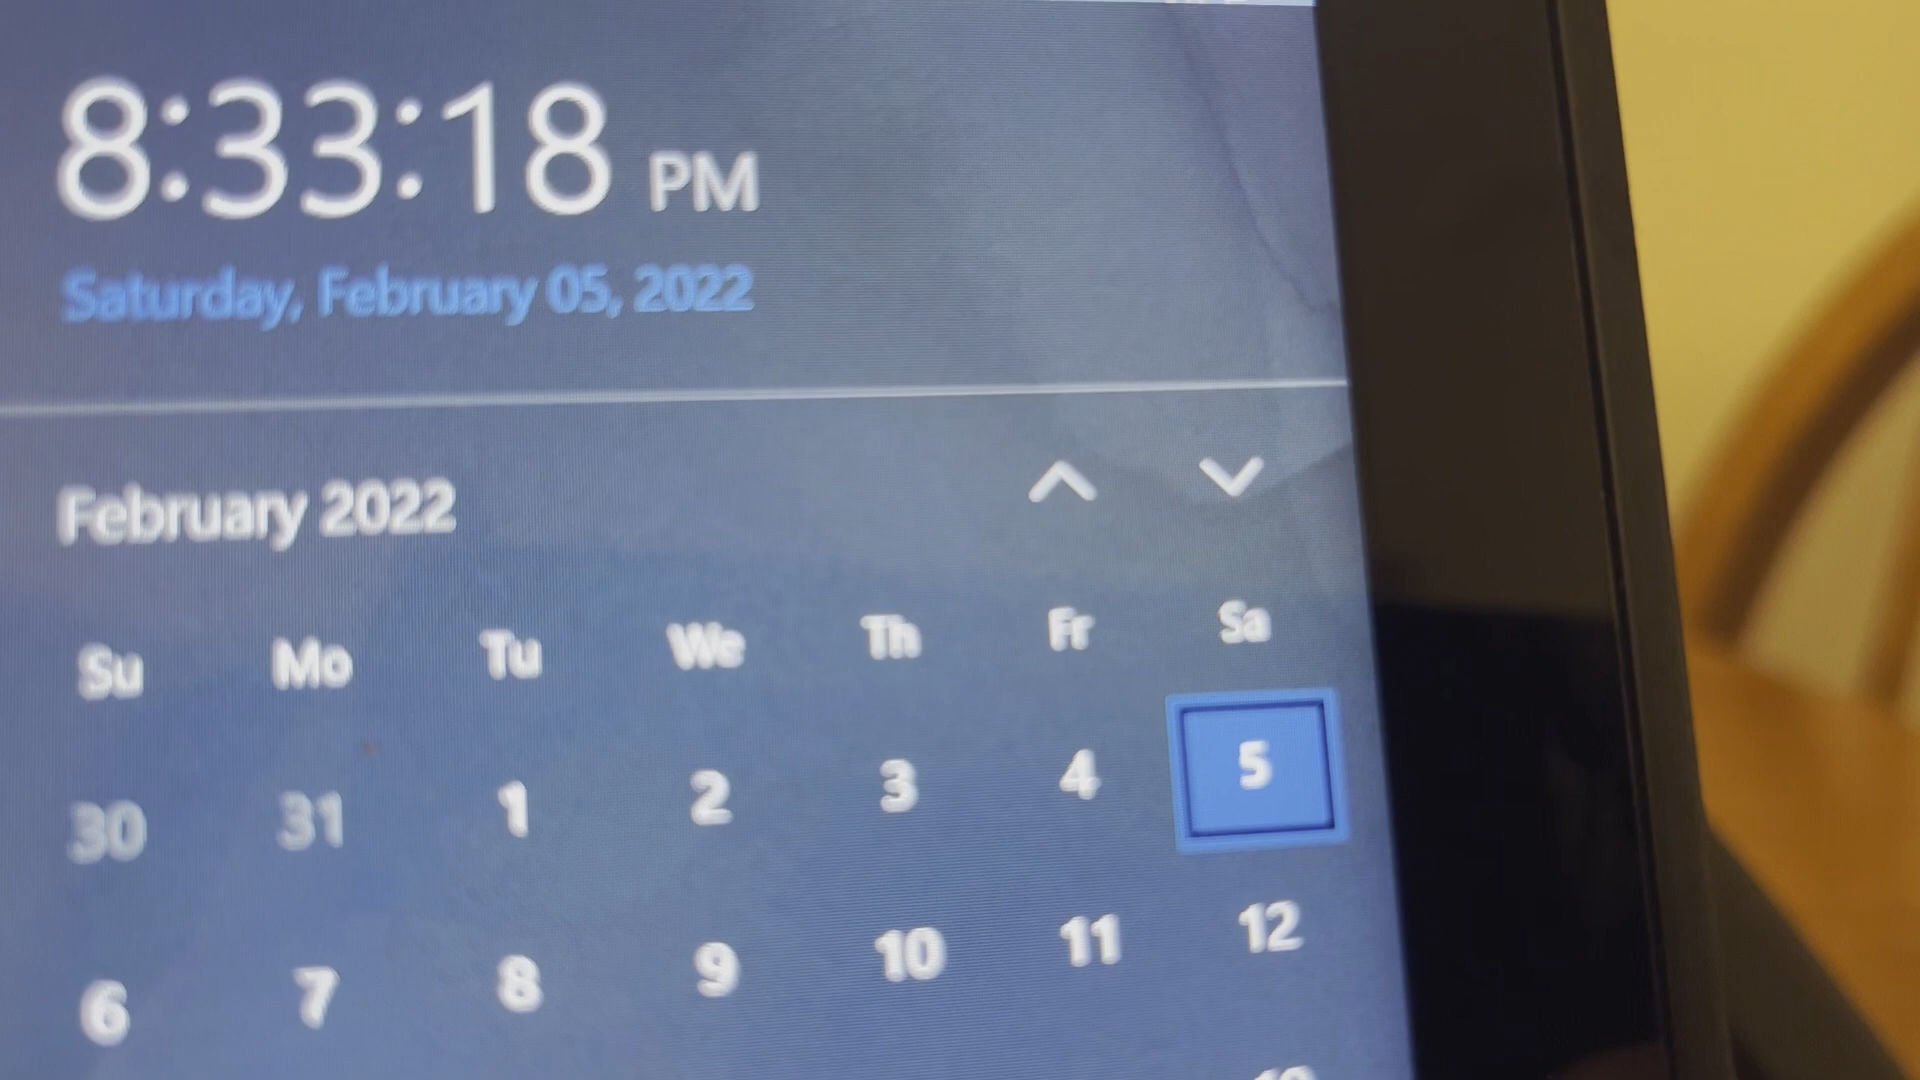 8:33:18 PM
Saturday, February 05, 2022
February 2022
Su Mo Tu We Th Fr Sa
30 31 1 2 3 4 5
6 7 8 9 10 11 12